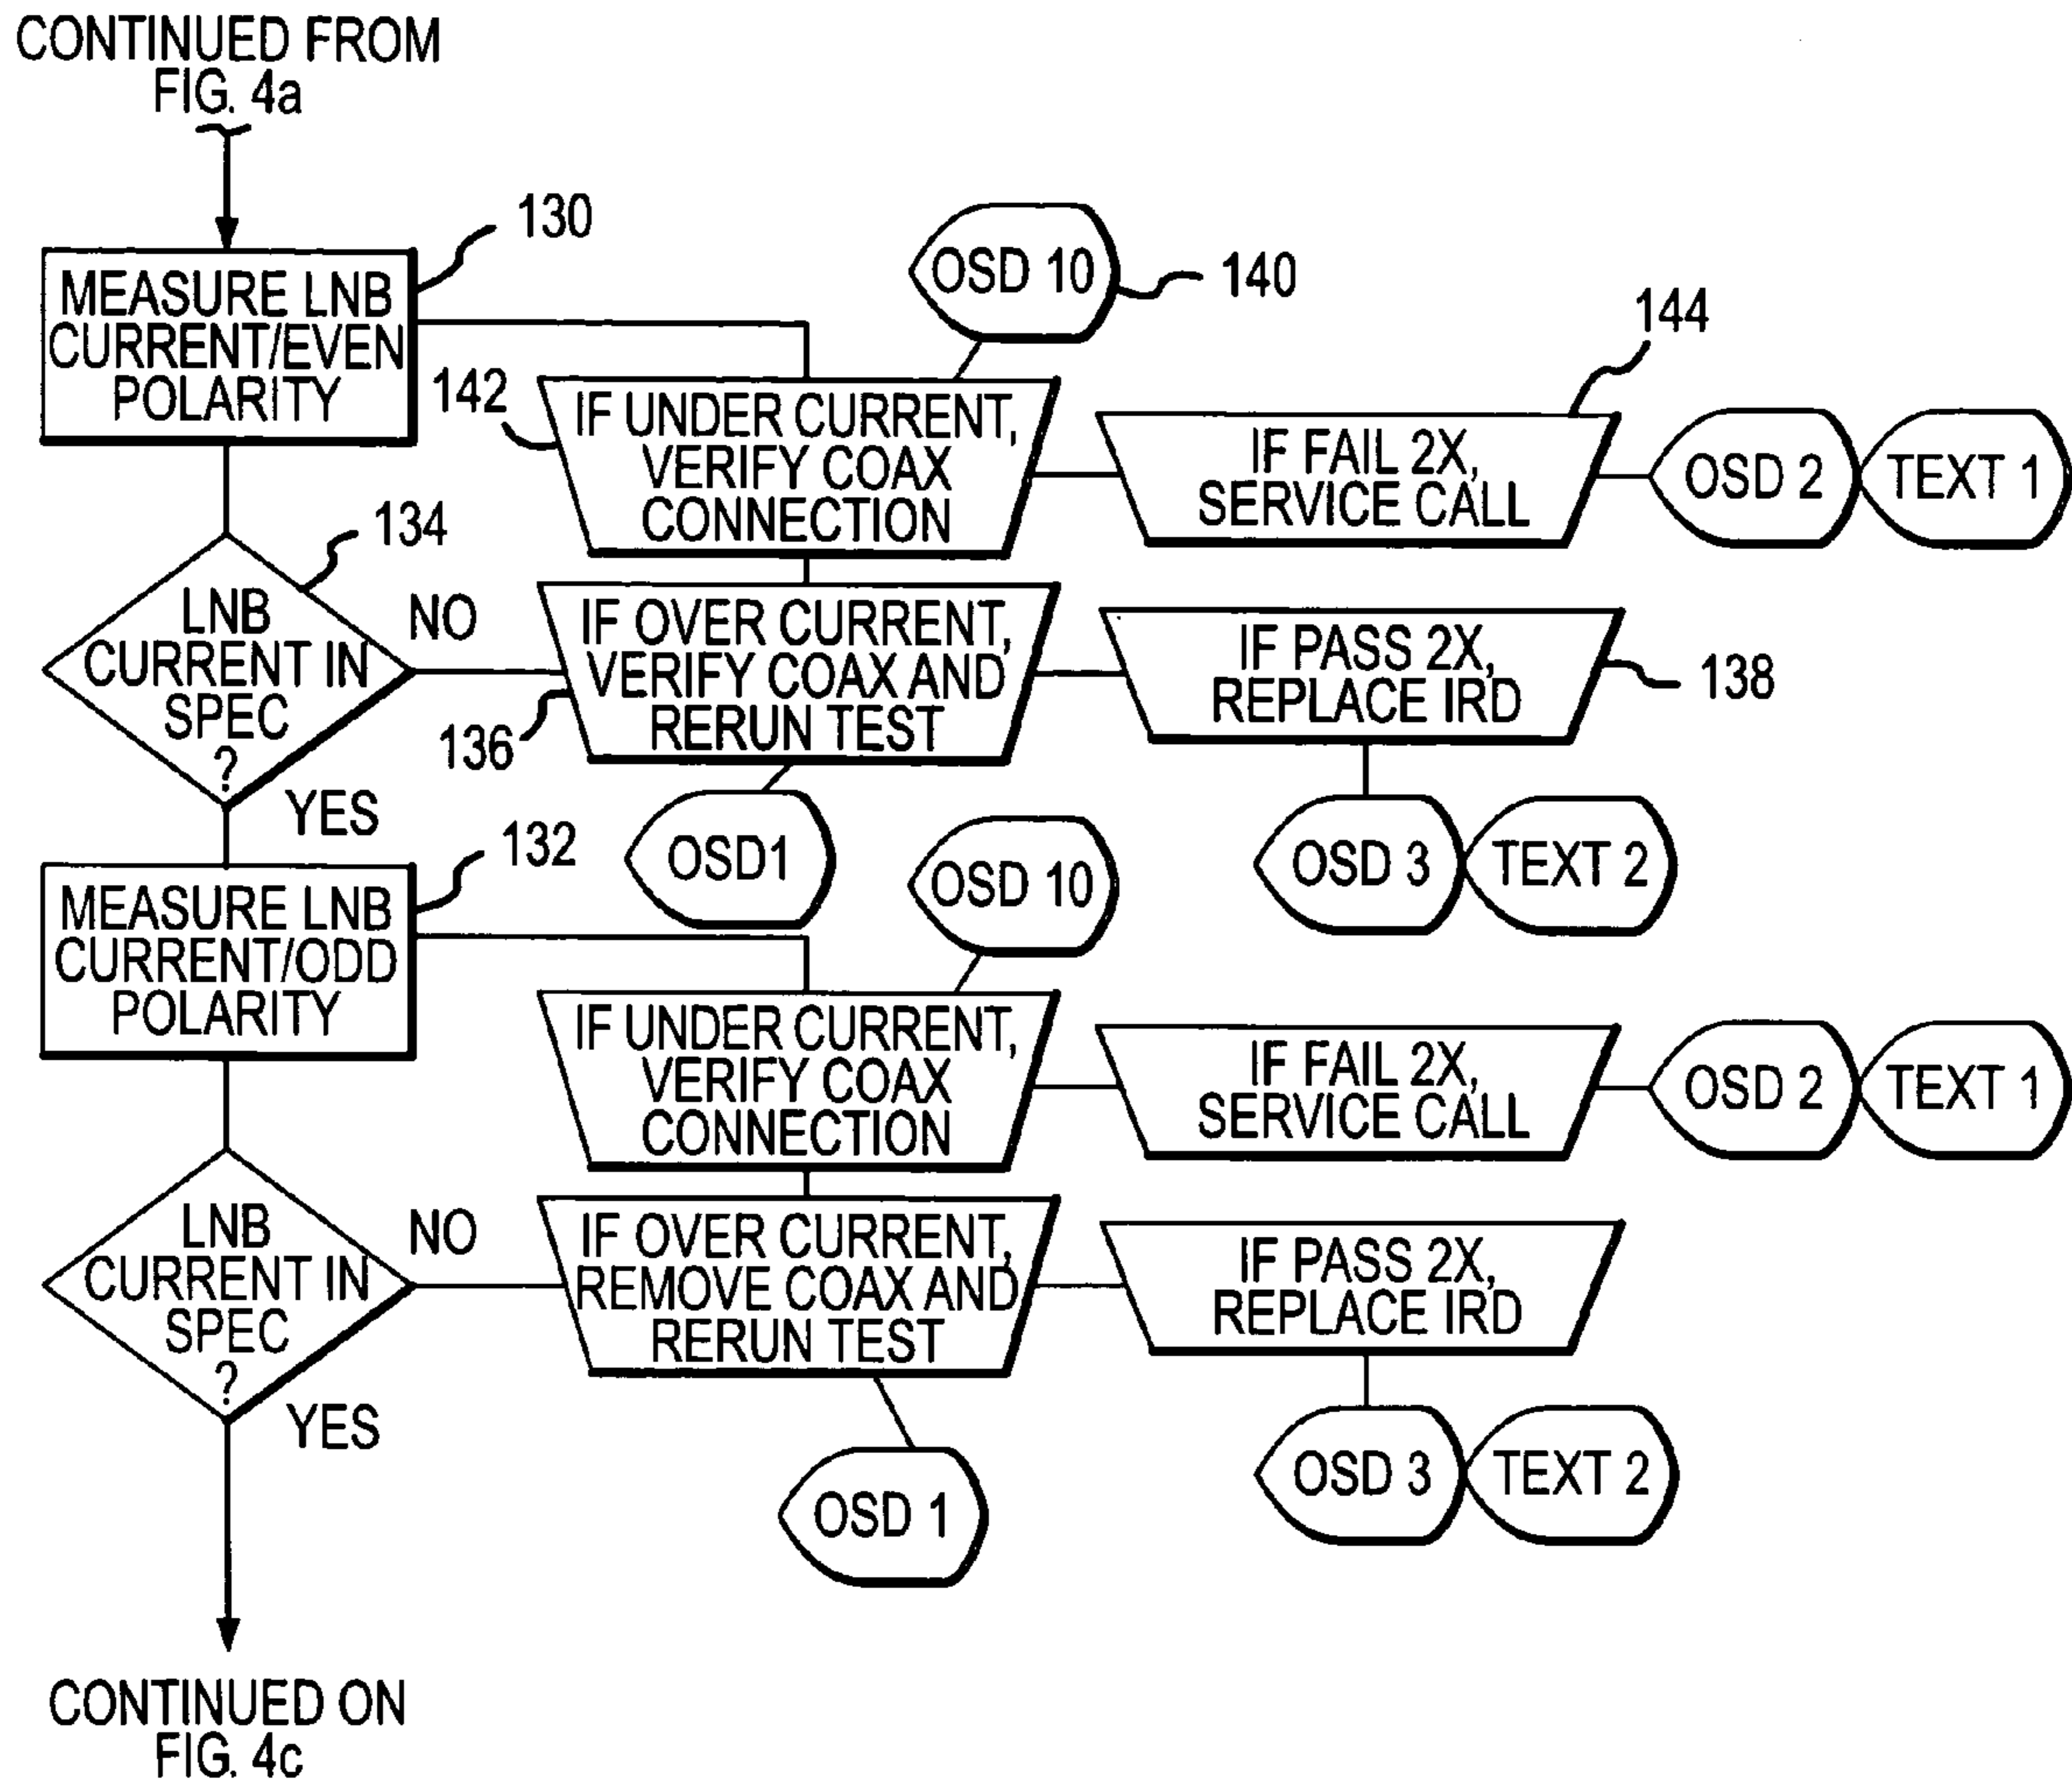 CONTINUED FROM
FIG. 4a
130
MEASURE LNB
CURRENT/EVEN
POLARITY
OSD 10
140
144
142
IF UNDER CURRENT,
VERIFY COAX
CONNECTION
IF FAIL 2X,
SERVICE CALL
OSD 2
TEXT 1
134
LNB
CURRENT IN
SPEC
?
NO
YES
IF OVER CURRENT,
VERIFY COAX AND
RERUN TEST
136
IF PASS 2X,
REPLACE IRD
138
OSD1
OSD 3
TEXT 2
132
MEASURE LNB
CURRENT/ODD
POLARITY
OSD 10
IF UNDER CURRENT,
VERIFY COAX
CONNECTION
IF FAIL 2X,
SERVICE CALL
OSD 2
TEXT 1
LNB
CURRENT IN
SPEC
?
NO
YES
IF OVER CURRENT,
REMOVE COAX AND
RERUN TEST
IF PASS 2X,
REPLACE IRD
OSD 1
OSD 3
TEXT 2
CONTINUED ON
FIG. 4c